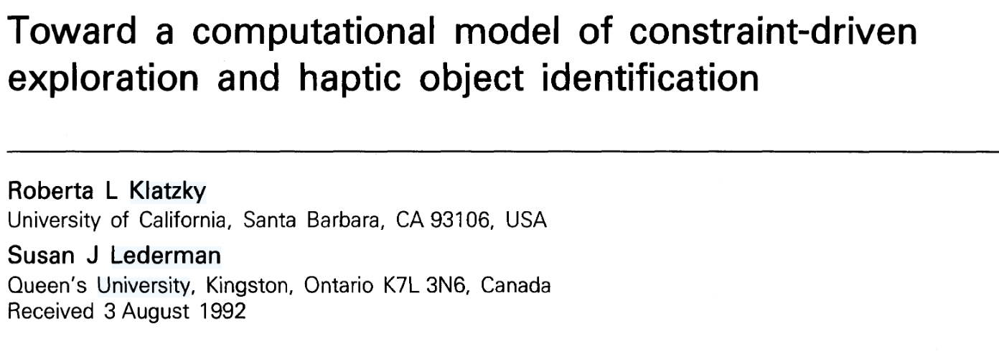 Toward a computational model of constraint-driven
exploration and haptic object identification
Roberta L Klatzky
University of California, Santa Barbara, CA 93106, USA
Susan J Lederman
Queen's University, Kingston, Ontario K7L 3N6, Canada
Received 3 August 1992